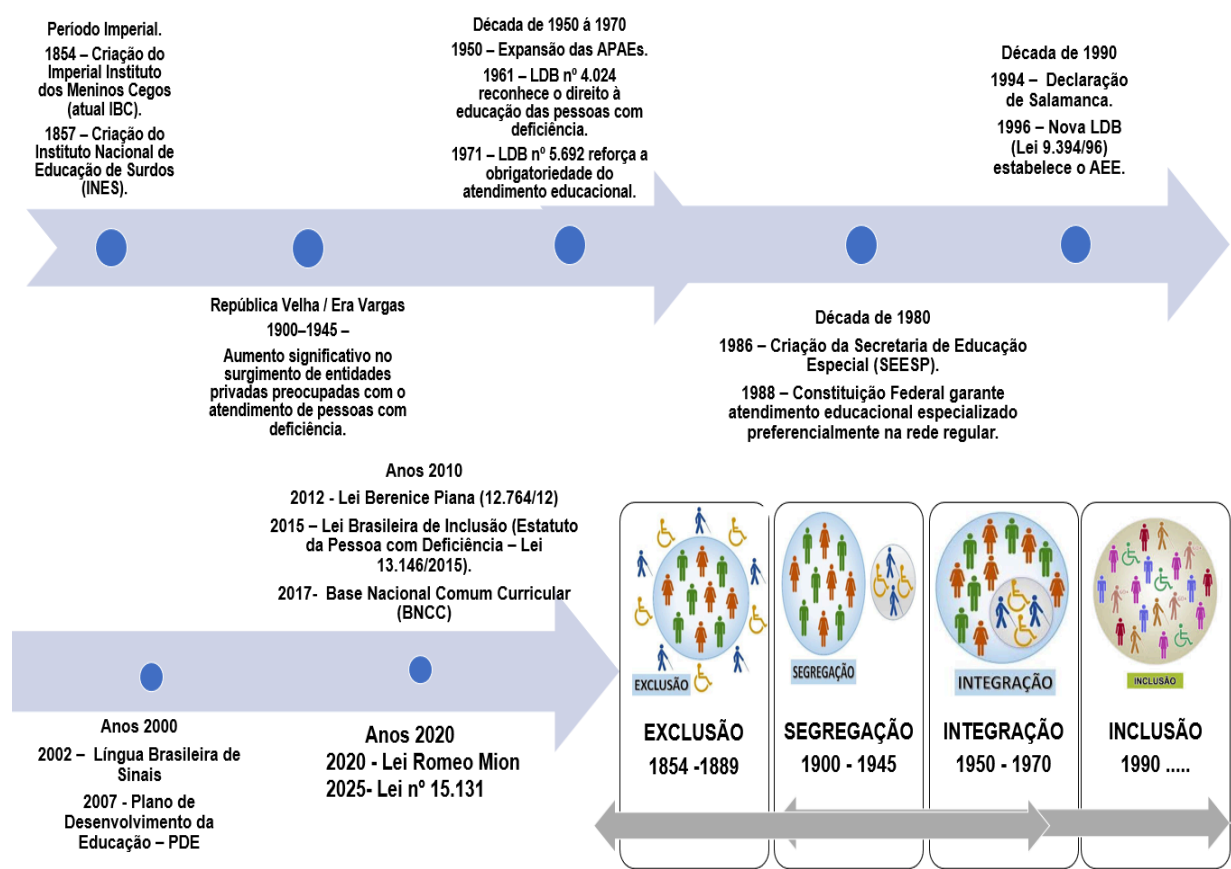 Período Imperial.
1854 – Criação do
Imperial Instituto
dos Meninos Cegos
(atual IBC).
1857 – Criação do
Instituto Nacional de
Educação de Surdos
(INES).
Década de 1950 á 1970
1950 – Expansão das APAEs.
1961 – LDB nº 4.024
reconhece o direito à
educação das pessoas com
deficiência.
1971 – LDB nº 5.692 reforça a
obrigatoriedade do
atendimento educacional.
Década de 1990
1994 – Declaração
de Salamanca.
1996 – Nova LDB
(Lei 9.394/96)
estabelece o AEE.
República Velha / Era Vargas
1900–1945 –
Aumento significativo no
surgimento de entidades
privadas preocupadas com o
atendimento de pessoas com
deficiência.
Década de 1980
1986 – Criação da Secretaria de Educação
Especial (SEESP).
1988 – Constituição Federal garante
atendimento educacional especializado
preferencialmente na rede regular.
Anos 2010
2012 - Lei Berenice Piana (12.764/12)
2015 – Lei Brasileira de Inclusão (Estatuto
da Pessoa com Deficiência – Lei
13.146/2015).
2017- Base Nacional Comum Curricular
(BNCC)
Anos 2000
2002 – Língua Brasileira de
Sinais
2007 - Plano de
Desenvolvimento da
Educação – PDE
Anos 2020
2020 - Lei Romeo Mion
2025- Lei nº 15.131
EXCLUSÃO
EXCLUSÃO
1854 -1889
SEGREGAÇÃO
SEGREGAÇÃO
1900 - 1945
INTEGRAÇÃO
INTEGRAÇÃO
1950 - 1970
INCLUSÃO
INCLUSÃO
1990 .....